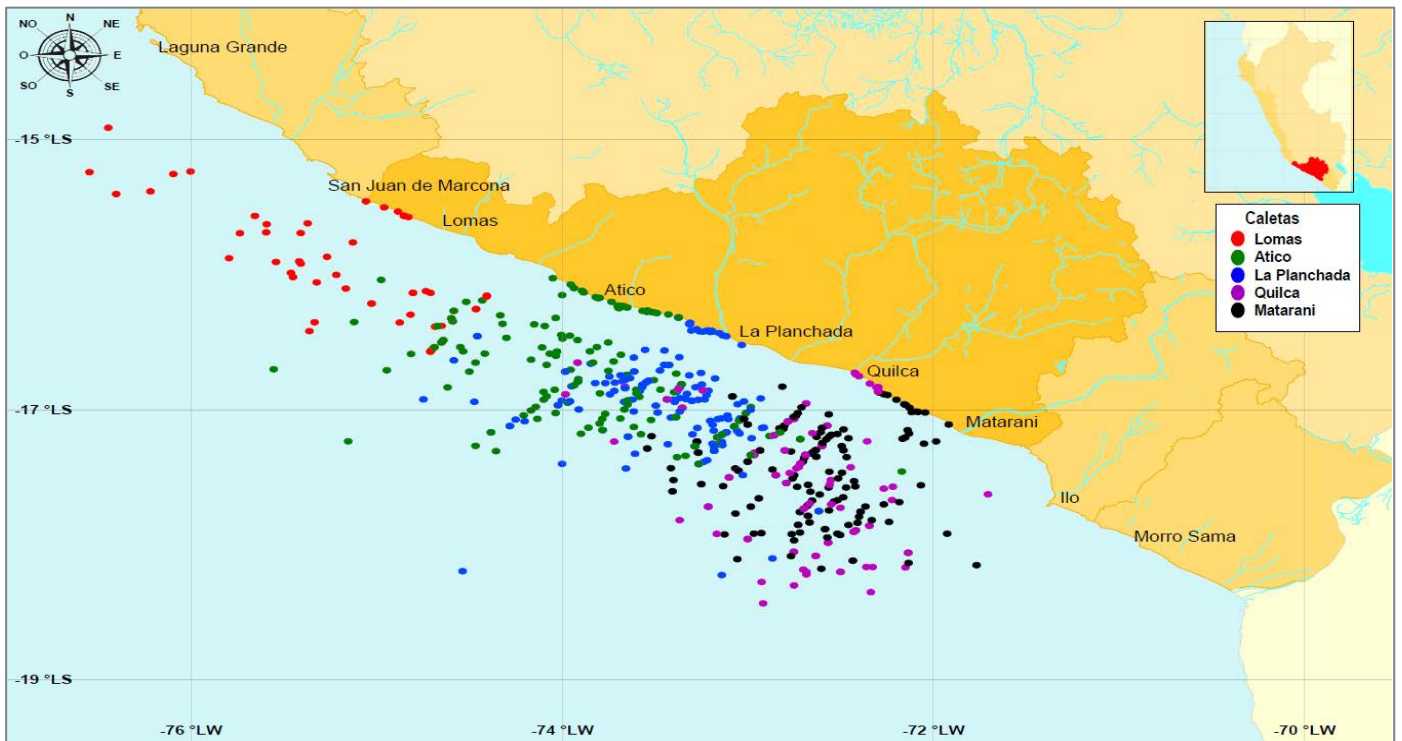 N
NO
NE
O
E
SO
SE
S
Laguna Grande
-15 °LS
San Juan de Marcona
Lomas
Atico
La Planchada
Quilca
-17 °LS
Matarani
Ilo
Morro Sama
-19 °LS
-76 °LW
-74 °LW
-72 °LW
-70 °LW
Caletas
Lomas
Atico
La Planchada
Quilca
Matarani